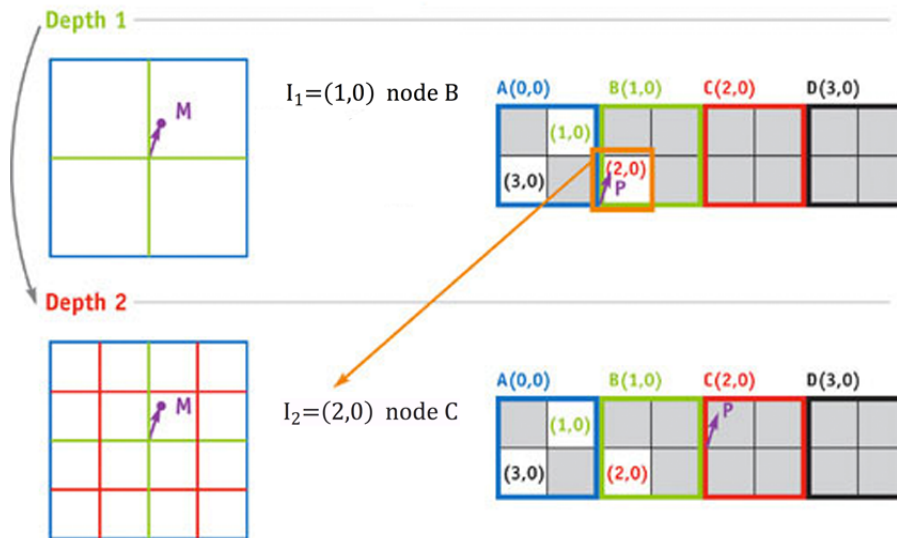 Depth 1
M
I₁=(1,0) node B
A(0,0) B(1,0) C(2,0) D(3,0)
(1,0)
(3,0) (2,0)
P
Depth 2
M
I₂=(2,0) node C
A(0,0) B(1,0) C(2,0) D(3,0)
(1,0) P
(3,0) (2,0)